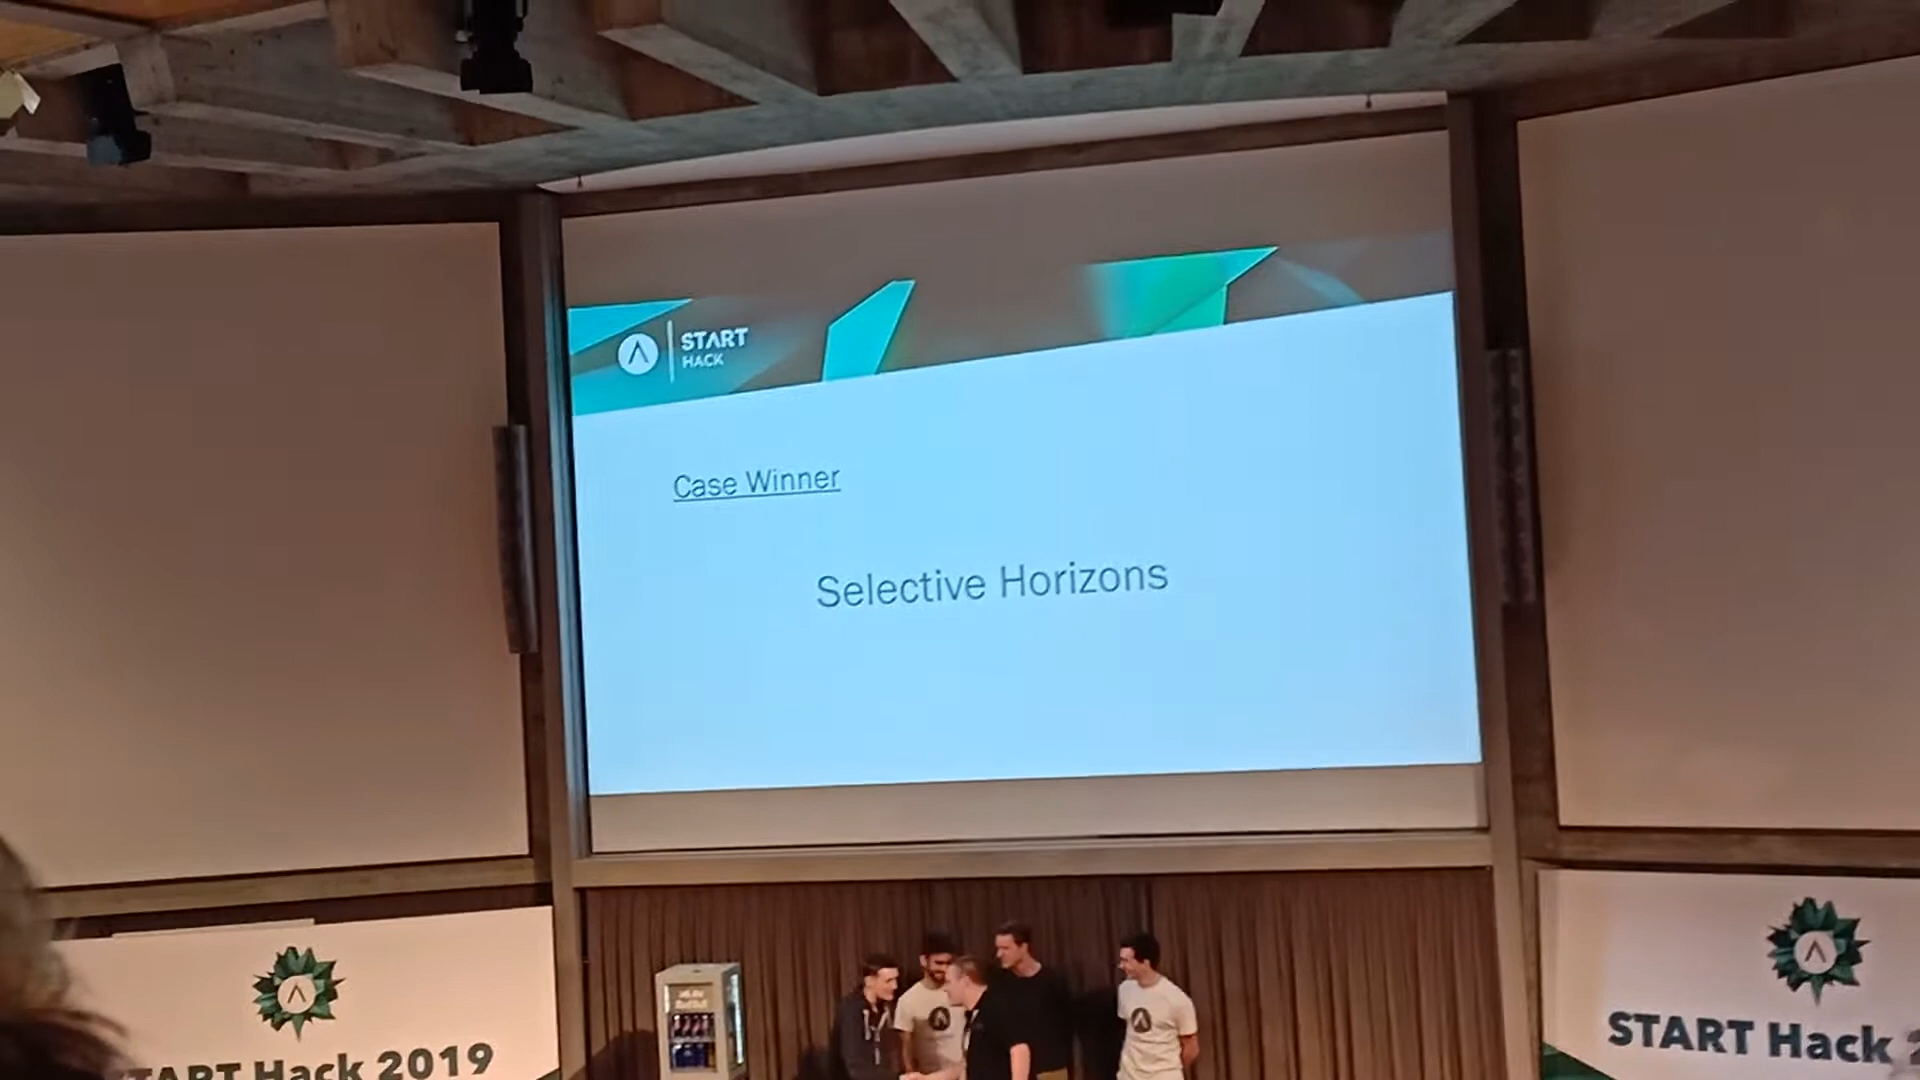 START
HACK
Case Winner
Selective Horizons
START Hack 2019
START Hack